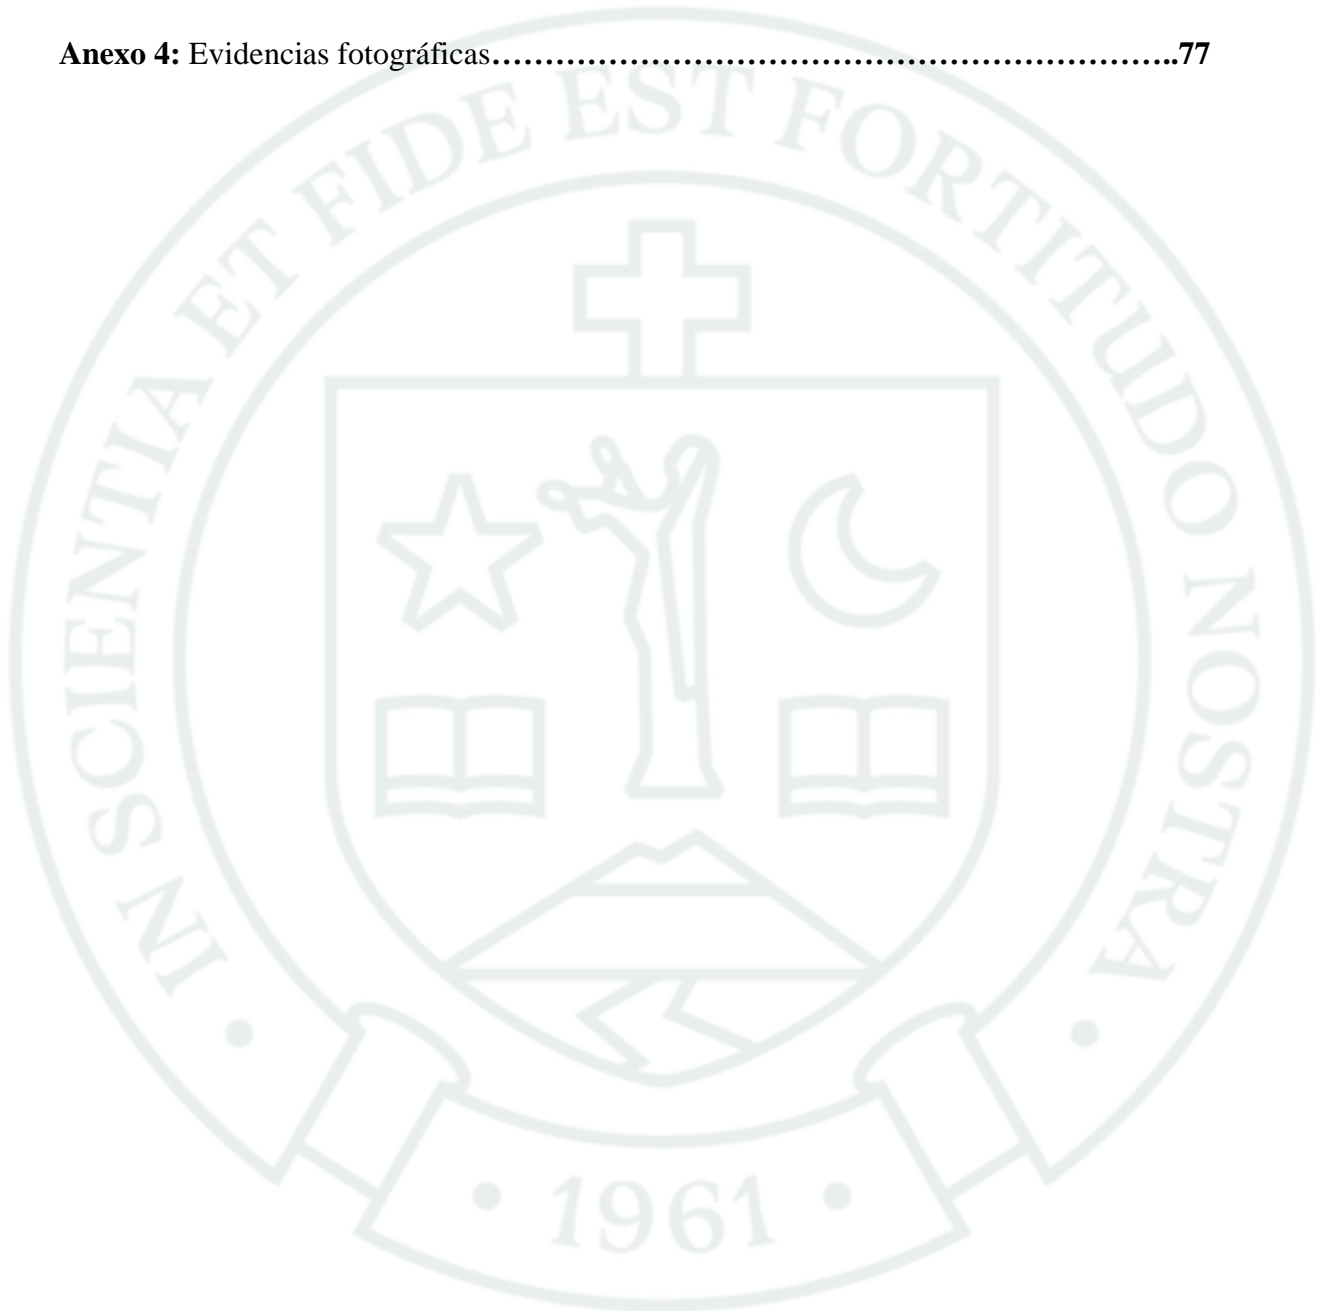 Anexo 4: Evidencias fotográficas……………………………………………………………..77
IN SCIENTIA ET FIDE EST FORTITUDO NOSTRA
• 1961 •